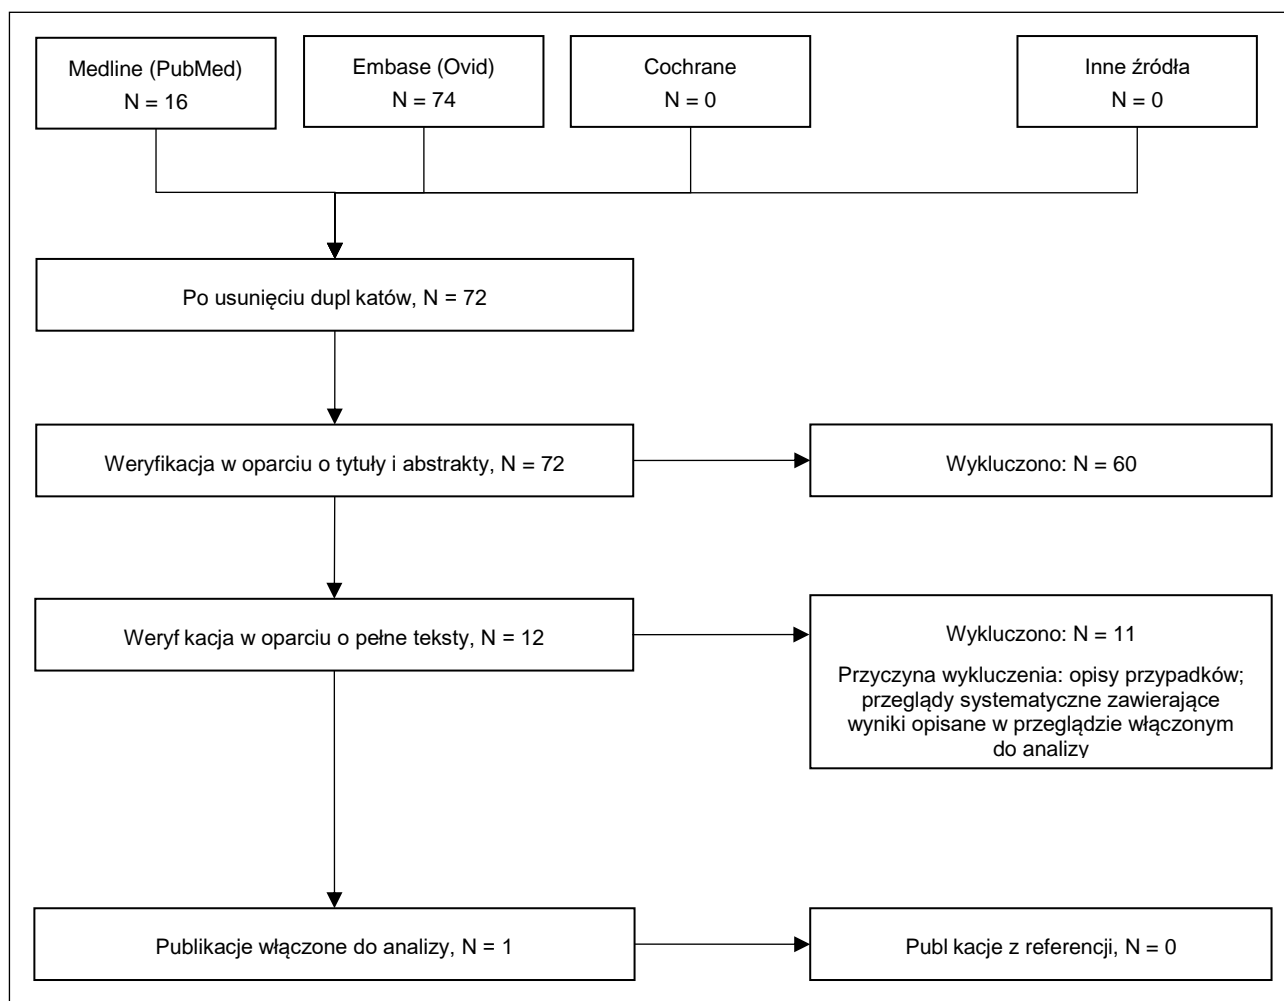 Medline (PubMed)
N = 16
Embase (Ovid)
N = 74
Cochrane
N = 0
Inne źródła
N = 0
Po usunięciu dupl katów, N = 72
Weryfikacja w oparciu o tytuły i abstrakty, N = 72
Wykluczono: N = 60
Weryf kacja w oparciu o pełne teksty, N = 12
Wykluczono: N = 11
Przyczyna wykluczenia: opisy przypadków;
przeglądy systematyczne zawierające
wyniki opisane w przeglądzie włączonym
do analizy
Publikacje włączone do analizy, N = 1
Publ kacje z referencji, N = 0